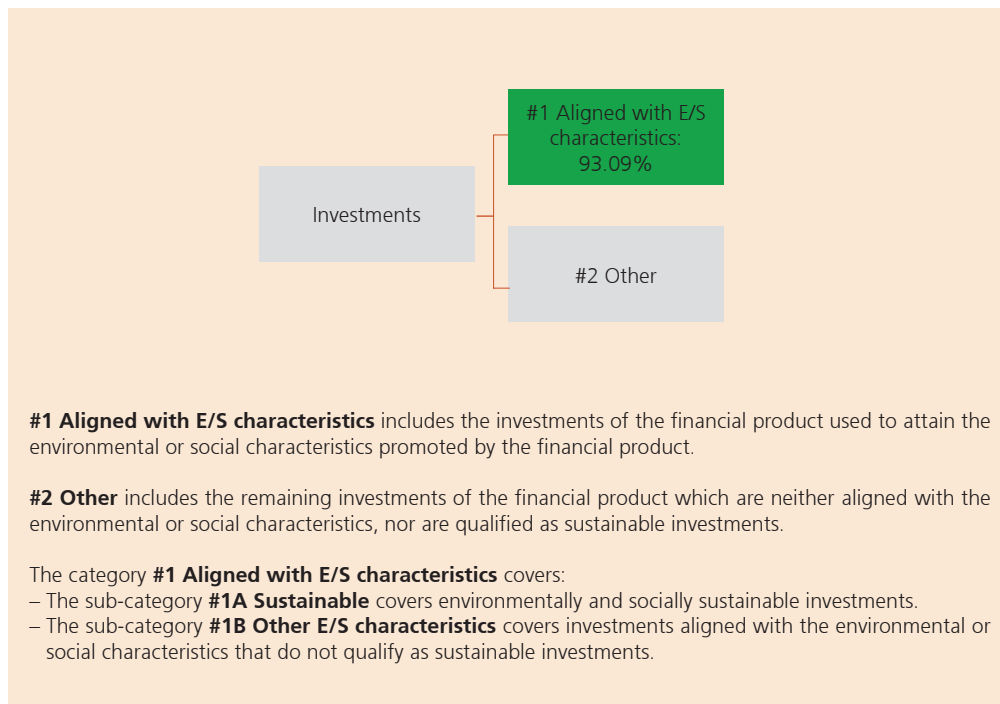 #1 Aligned with E/S
characteristics:
93.09%
Investments
#2 Other
#1 Aligned with E/S characteristics includes the investments of the financial product used to attain the
environmental or social characteristics promoted by the financial product.
#2 Other includes the remaining investments of the financial product which are neither aligned with the
environmental or social characteristics, nor are qualified as sustainable investments.
The category #1 Aligned with E/S characteristics covers:
– The sub-category #1A Sustainable covers environmentally and socially sustainable investments.
– The sub-category #1B Other E/S characteristics covers investments aligned with the environmental or
social characteristics that do not qualify as sustainable investments.